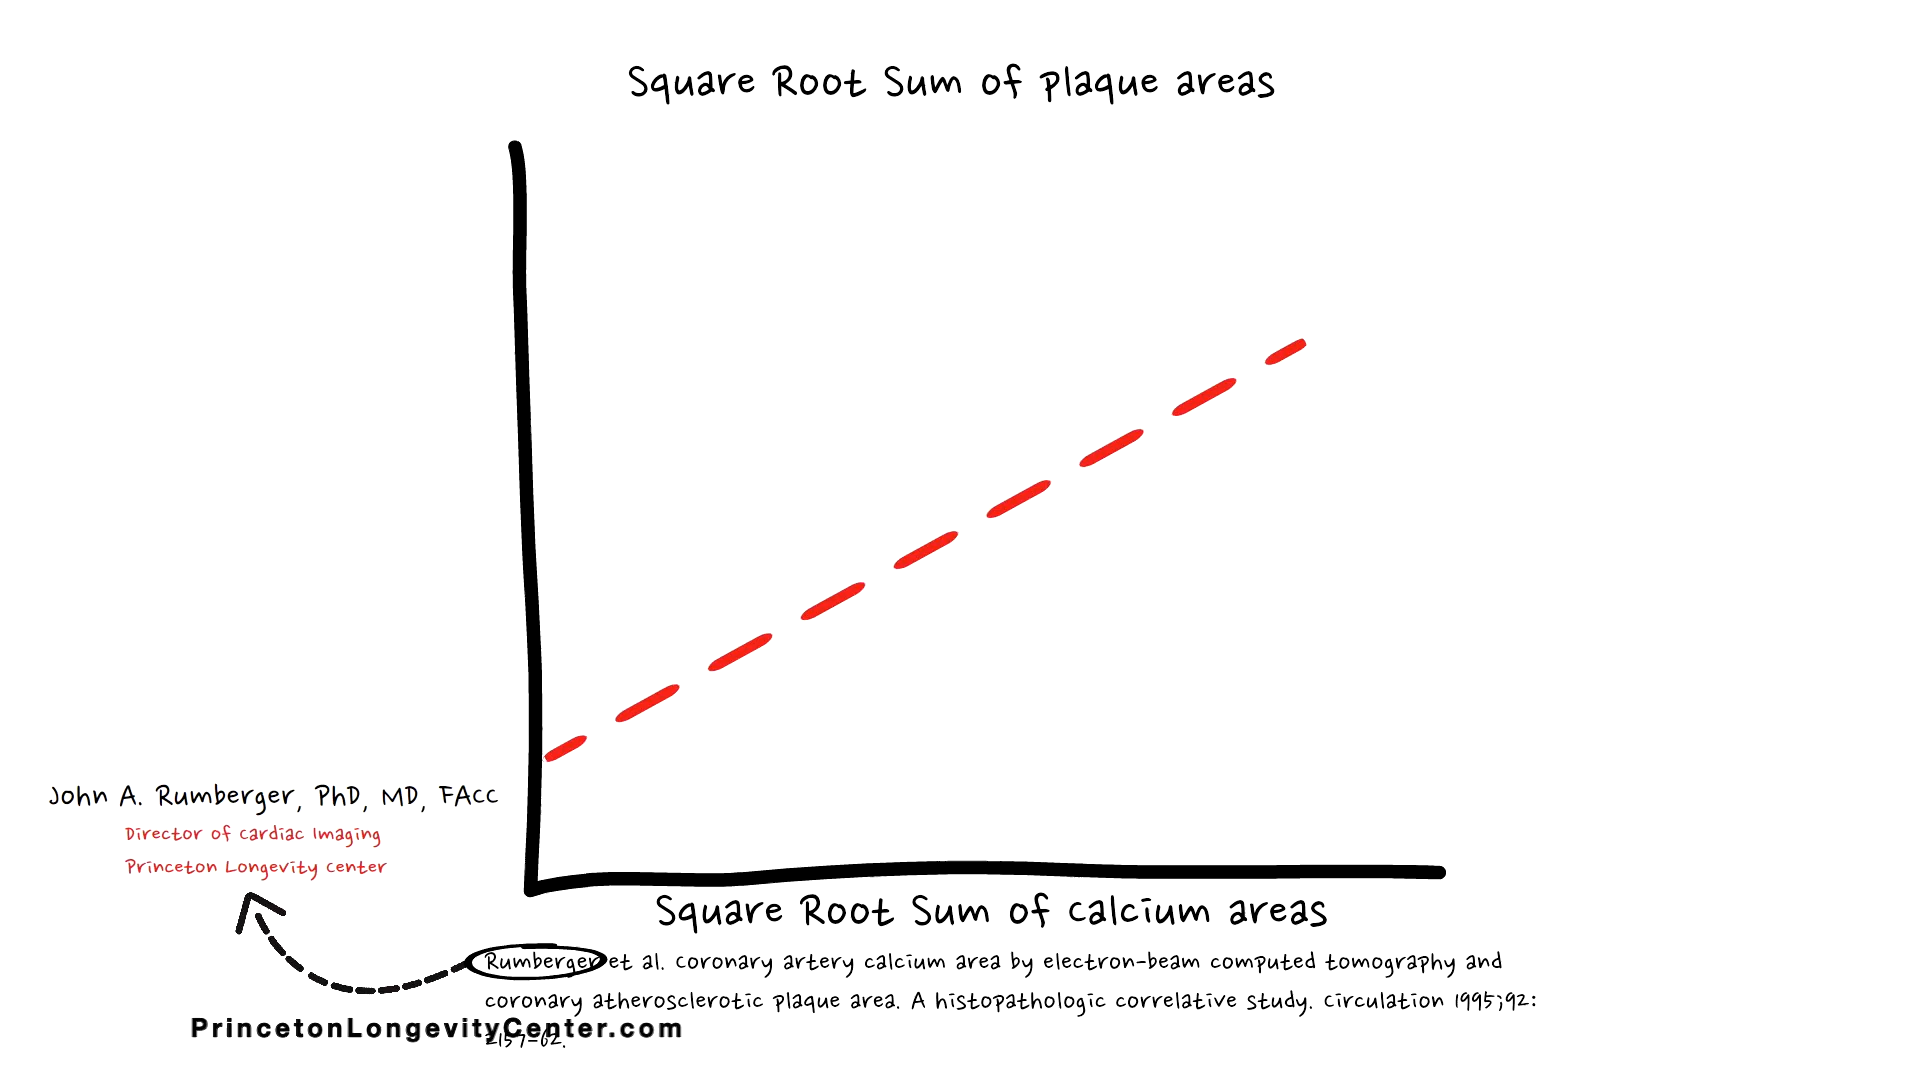 Square Root Sum of plaque areas
John A. Rumberger, PhD, MD, FACC
Director of Cardiac Imaging
Princeton Longevity Center
Square Root Sum of Calcium areas
Rumberger et al. Coronary artery calcium area by electron-beam computed tomography and
coronary atherosclerotic plaque area. A histopathologic correlative study. Circulation 1995;92:
2157-62.
PrincetonLongevityCenter.com